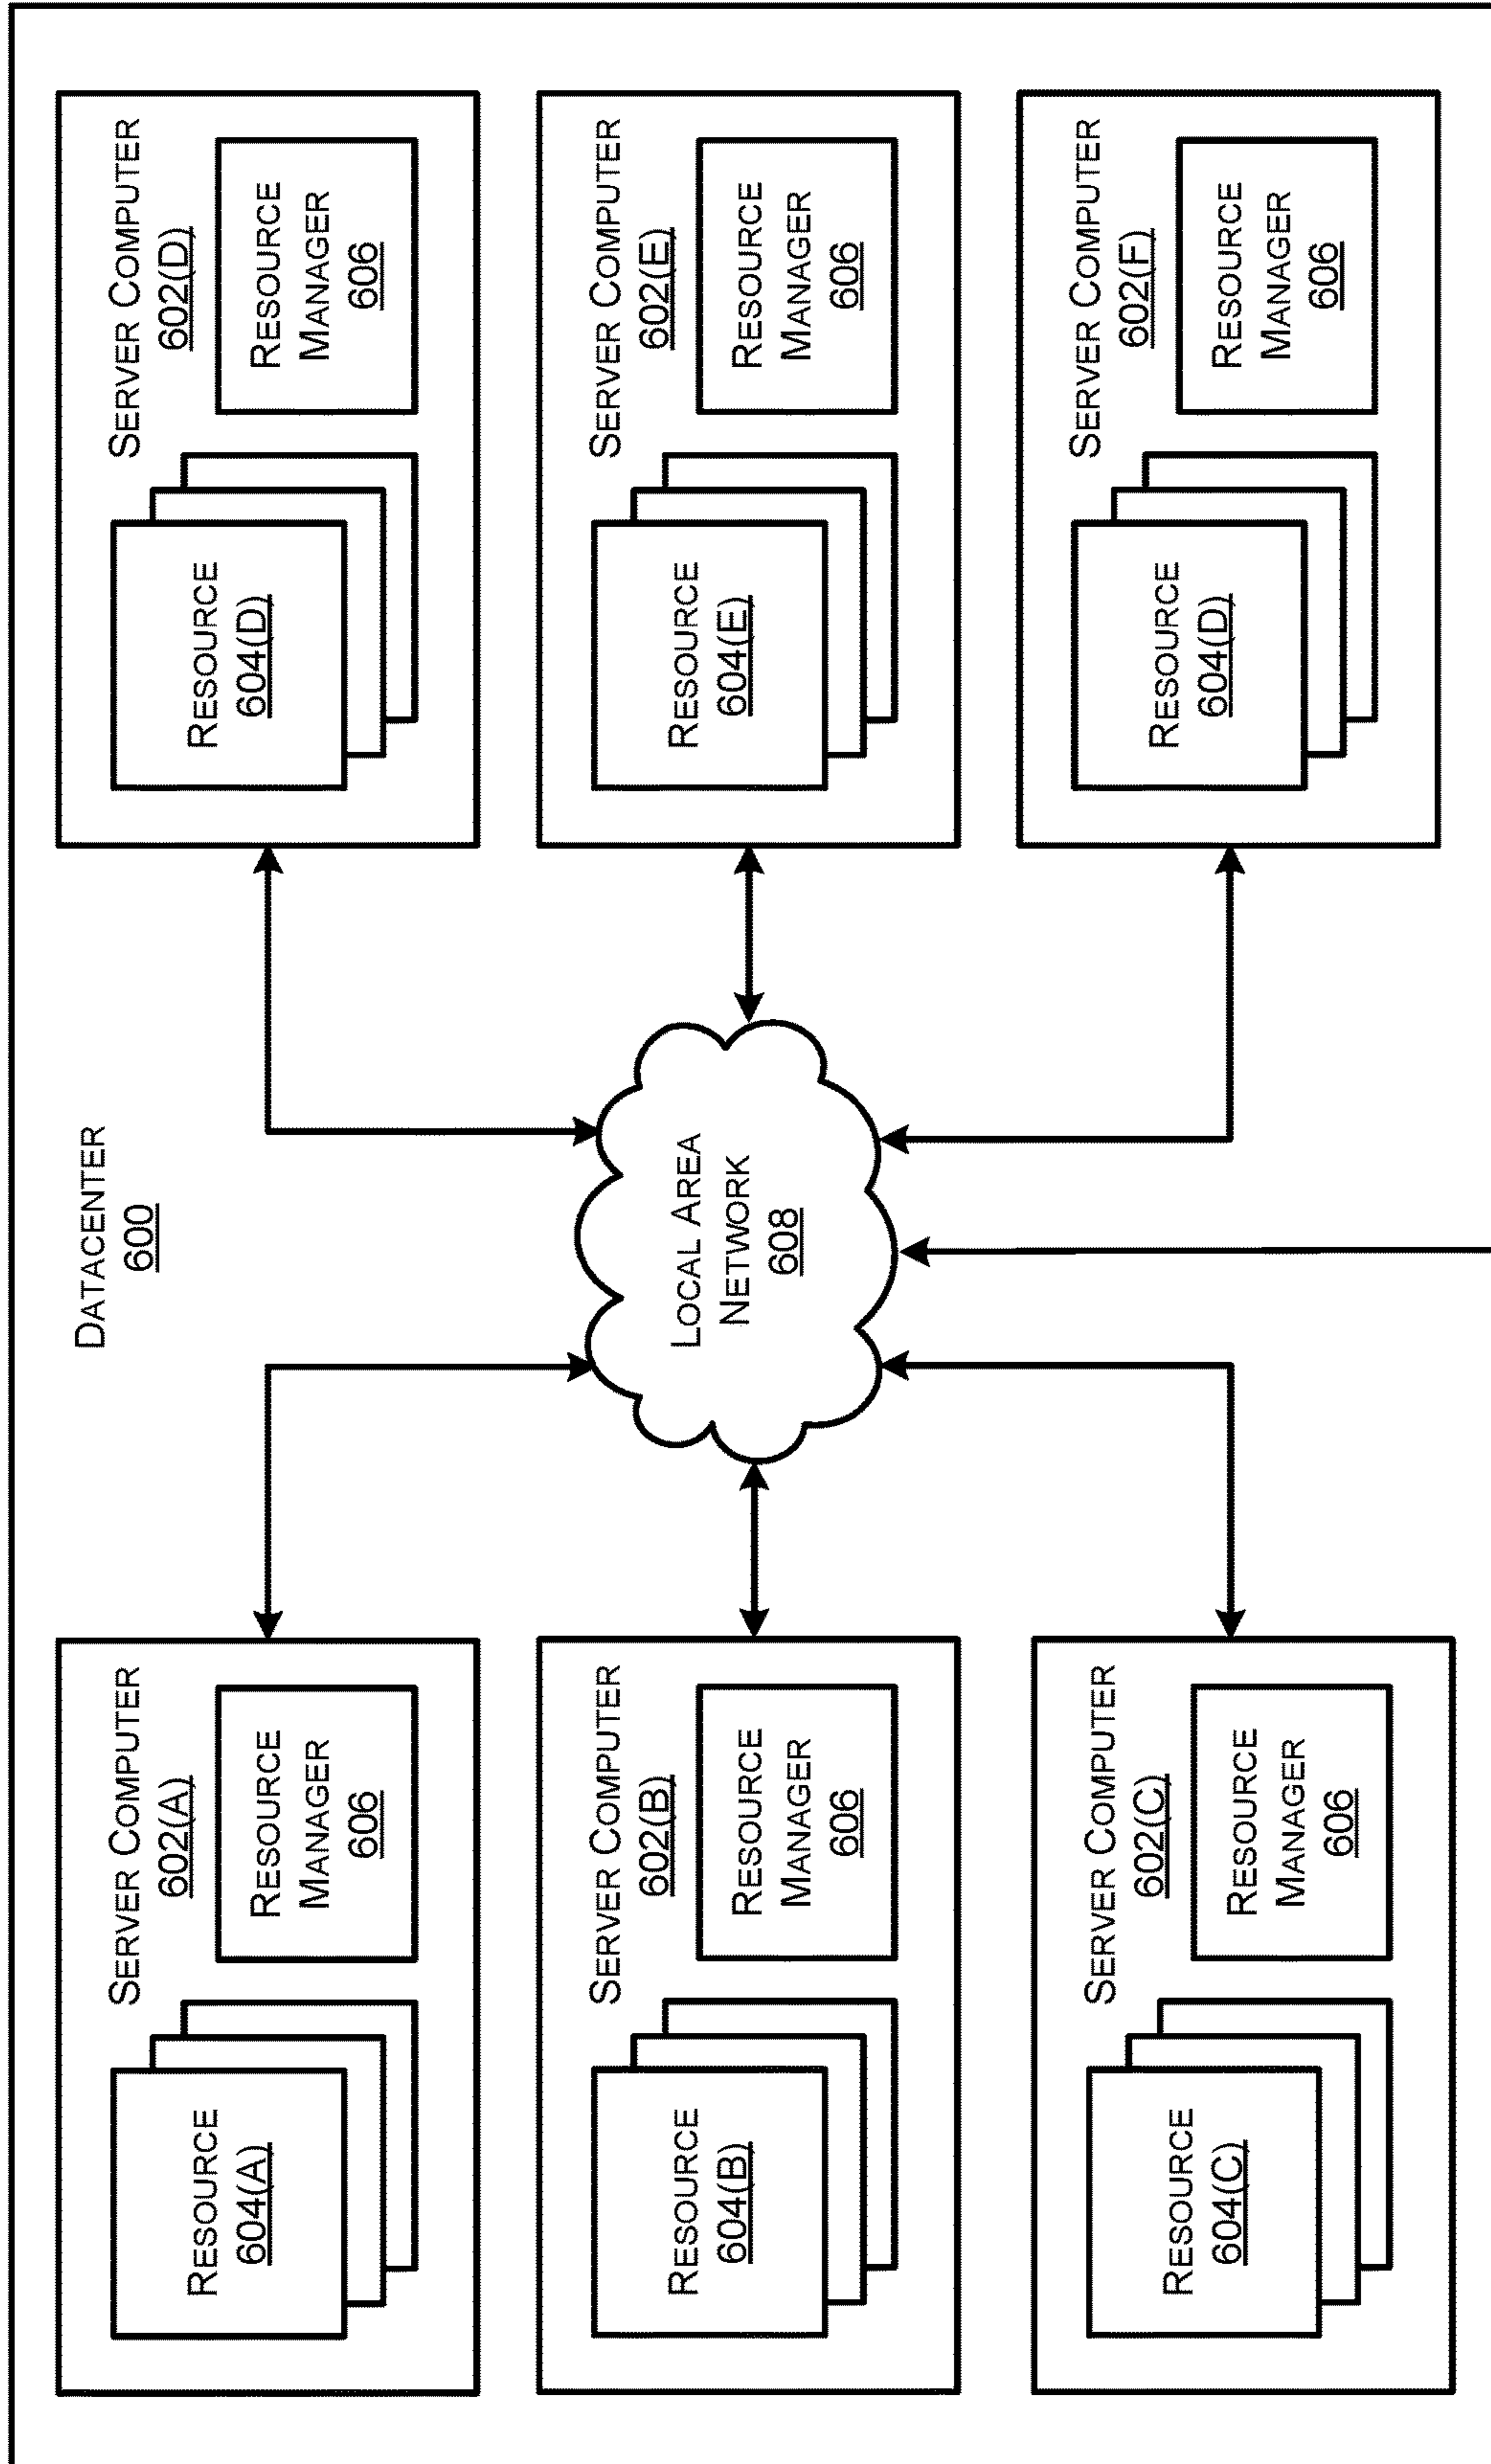 DATACENTER
600
SERVER COMPUTER
602(A)
RESOURCE
604(A)
RESOURCE
MANAGER
606
SERVER COMPUTER
602(D)
RESOURCE
604(D)
RESOURCE
MANAGER
606
SERVER COMPUTER
602(B)
RESOURCE
604(B)
RESOURCE
MANAGER
606
LOCAL AREA
NETWORK
608
SERVER COMPUTER
602(E)
RESOURCE
604(E)
RESOURCE
MANAGER
606
SERVER COMPUTER
602(C)
RESOURCE
604(C)
RESOURCE
MANAGER
606
SERVER COMPUTER
602(F)
RESOURCE
604(D)
RESOURCE
MANAGER
606